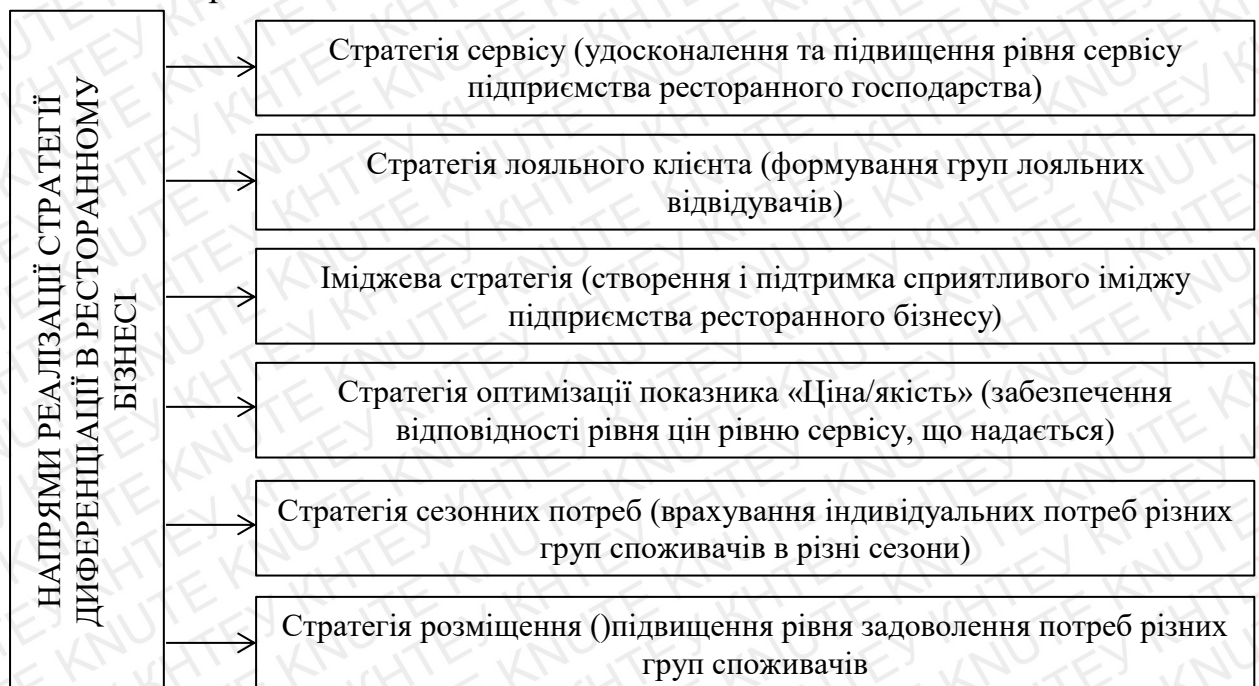 НАПРЯМИ РЕАЛІЗАЦІЇ СТРАТЕГІЇ
ДИФЕРЕНЦІАЦІЇ В РЕСТОРАННОМУ
БІЗНЕСІ
Стратегія сервісу (удосконалення та підвищення рівня сервісу
підприємства ресторанного господарства)
Стратегія лояльного клієнта (формування груп лояльних
відвідувачів)
Іміджева стратегія (створення і підтримка сприятливого іміджу
підприємства ресторанного бізнесу)
Стратегія оптимізації показника «Ціна/якість» (забезпечення
відповідності рівня цін рівню сервісу, що надається)
Стратегія сезонних потреб (врахування індивідуальних потреб різних
груп споживачів в різні сезони)
Стратегія розміщення ()підвищення рівня задоволення потреб різних
груп споживачів